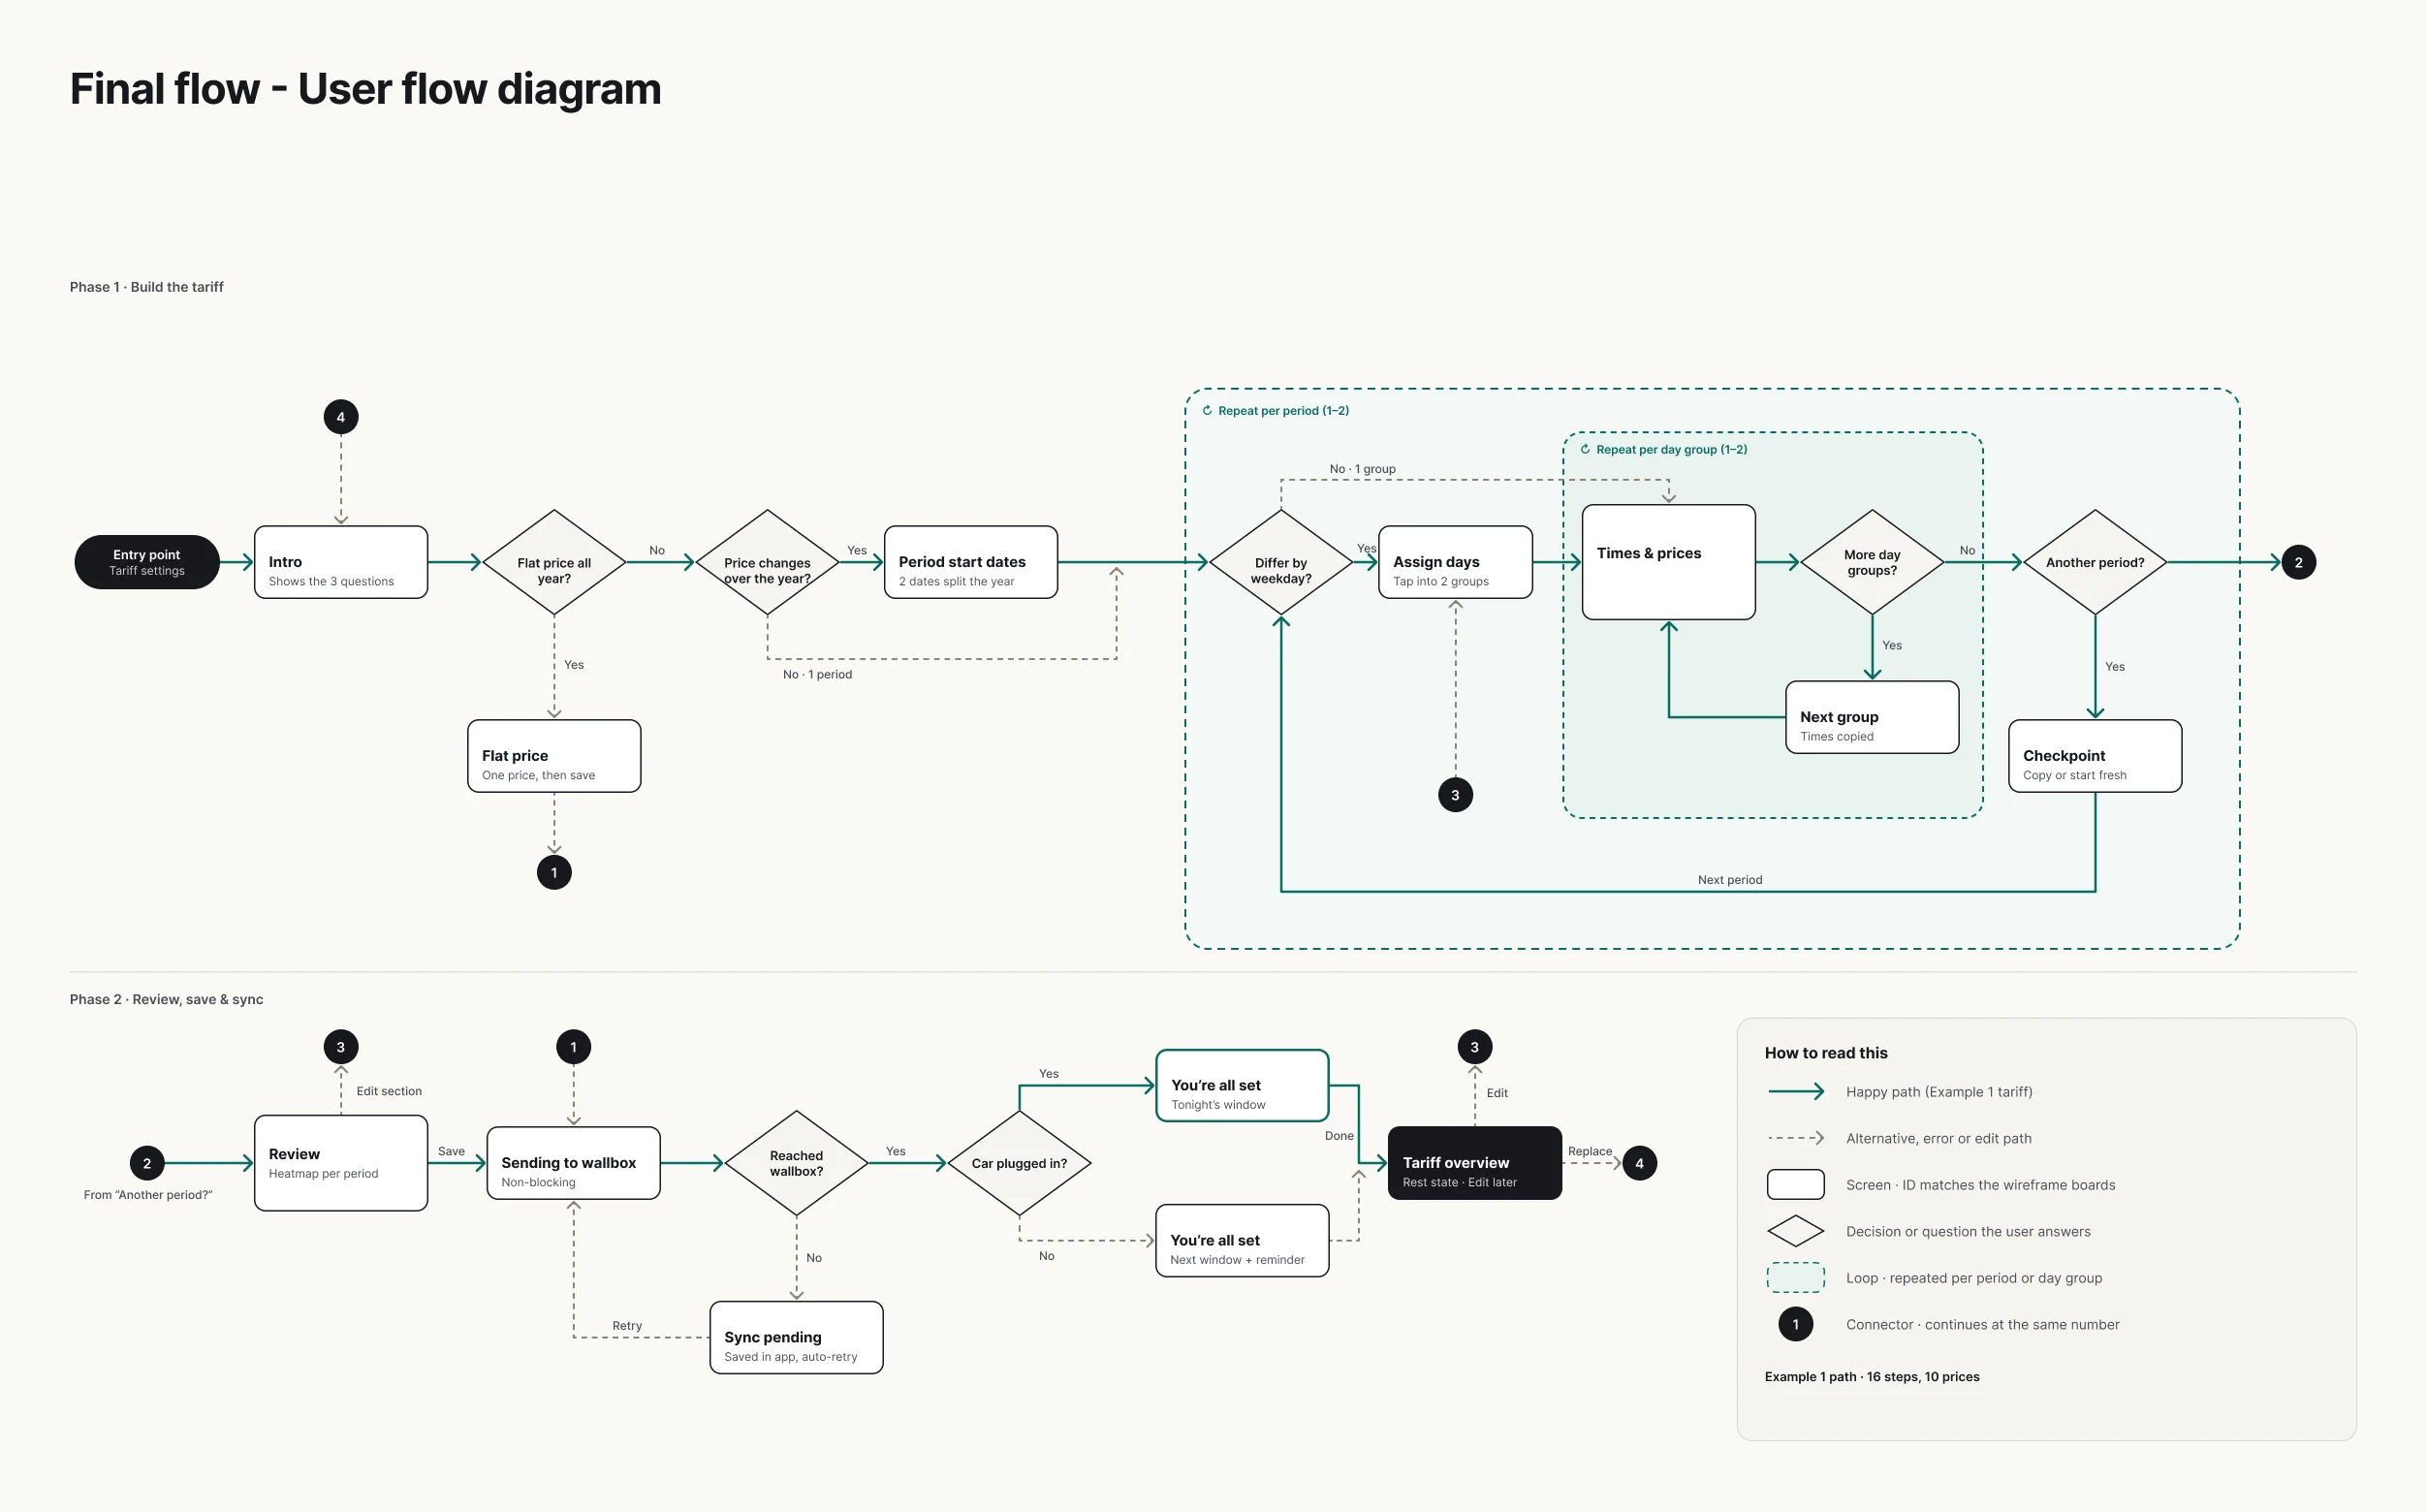 Final flow - User flow diagram
Phase 1 · Build the tariff
↻ Repeat per period (1–2)
4
↻ Repeat per day group (1–2)
No · 1 group
Entry point
Tariff settings
Intro
Shows the 3 questions
Flat price all
year?
No
Price changes
over the year?
Yes
Period start dates
2 dates split the year
Differ by
weekday?
Yes
Assign days
Tap into 2 groups
Times & prices
More day
groups?
No
Another period?
2
Yes
No · 1 period
Yes
Yes
Flat price
One price, then save
Next group
Times copied
Checkpoint
Copy or start fresh
3
1
Next period
Phase 2 · Review, save & sync
3
1
3
Edit section
Yes
You’re all set
Tonight’s window
Edit
Done
2
From “Another period?”
Review
Heatmap per period
Save
Sending to wallbox
Non-blocking
Reached
wallbox?
Yes
Car plugged in?
Tariff overview
Rest state · Edit later
Replace
4
No
No
You’re all set
Next window + reminder
Retry
Sync pending
Saved in app, auto-retry
How to read this
Happy path (Example 1 tariff)
Alternative, error or edit path
Screen · ID matches the wireframe boards
Decision or question the user answers
Loop · repeated per period or day group
1
Connector · continues at the same number
Example 1 path · 16 steps, 10 prices